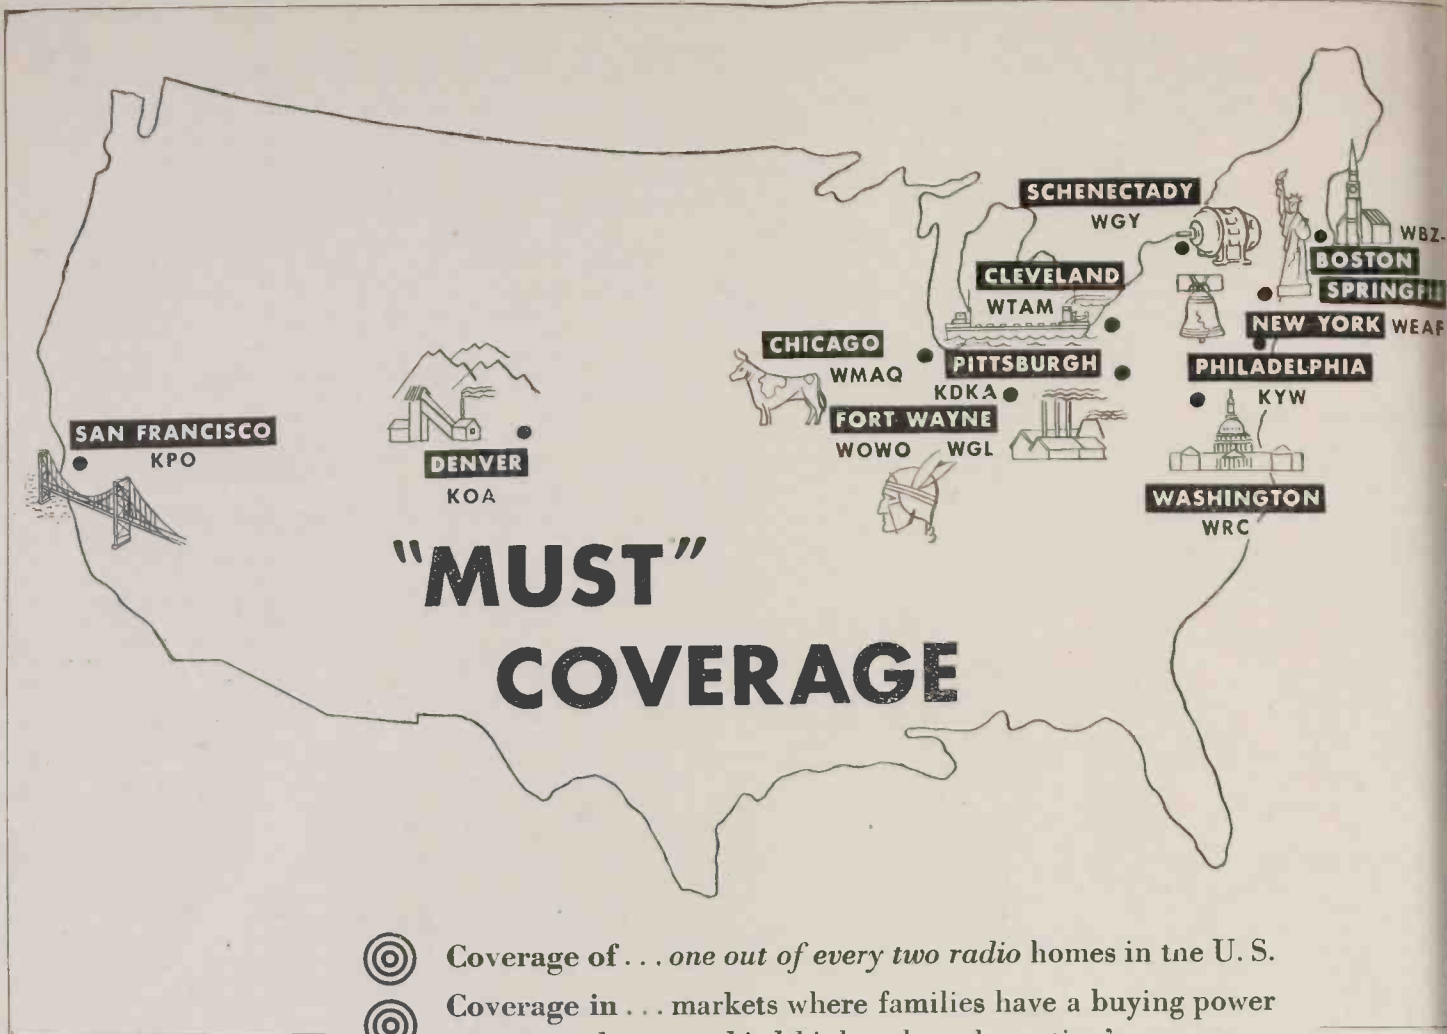 SCHENECTADY
WGY
WBZ-
BOSTON
CLEVELAND
WTAM
NEW YORK WEAF
CHICAGO
WMAQ
PITTSBURGH
KDKA
PHILADELPHIA
KYW
FORT WAYNE
WOWO WGL
SAN FRANCISCO
KPO
DENVER
KOA
WASHINGTON
WRC
"MUST"
COVERAGE
Coverage of . . . one out of every two radio homes in the U. S.
Coverage in . . . markets where families have a buying power